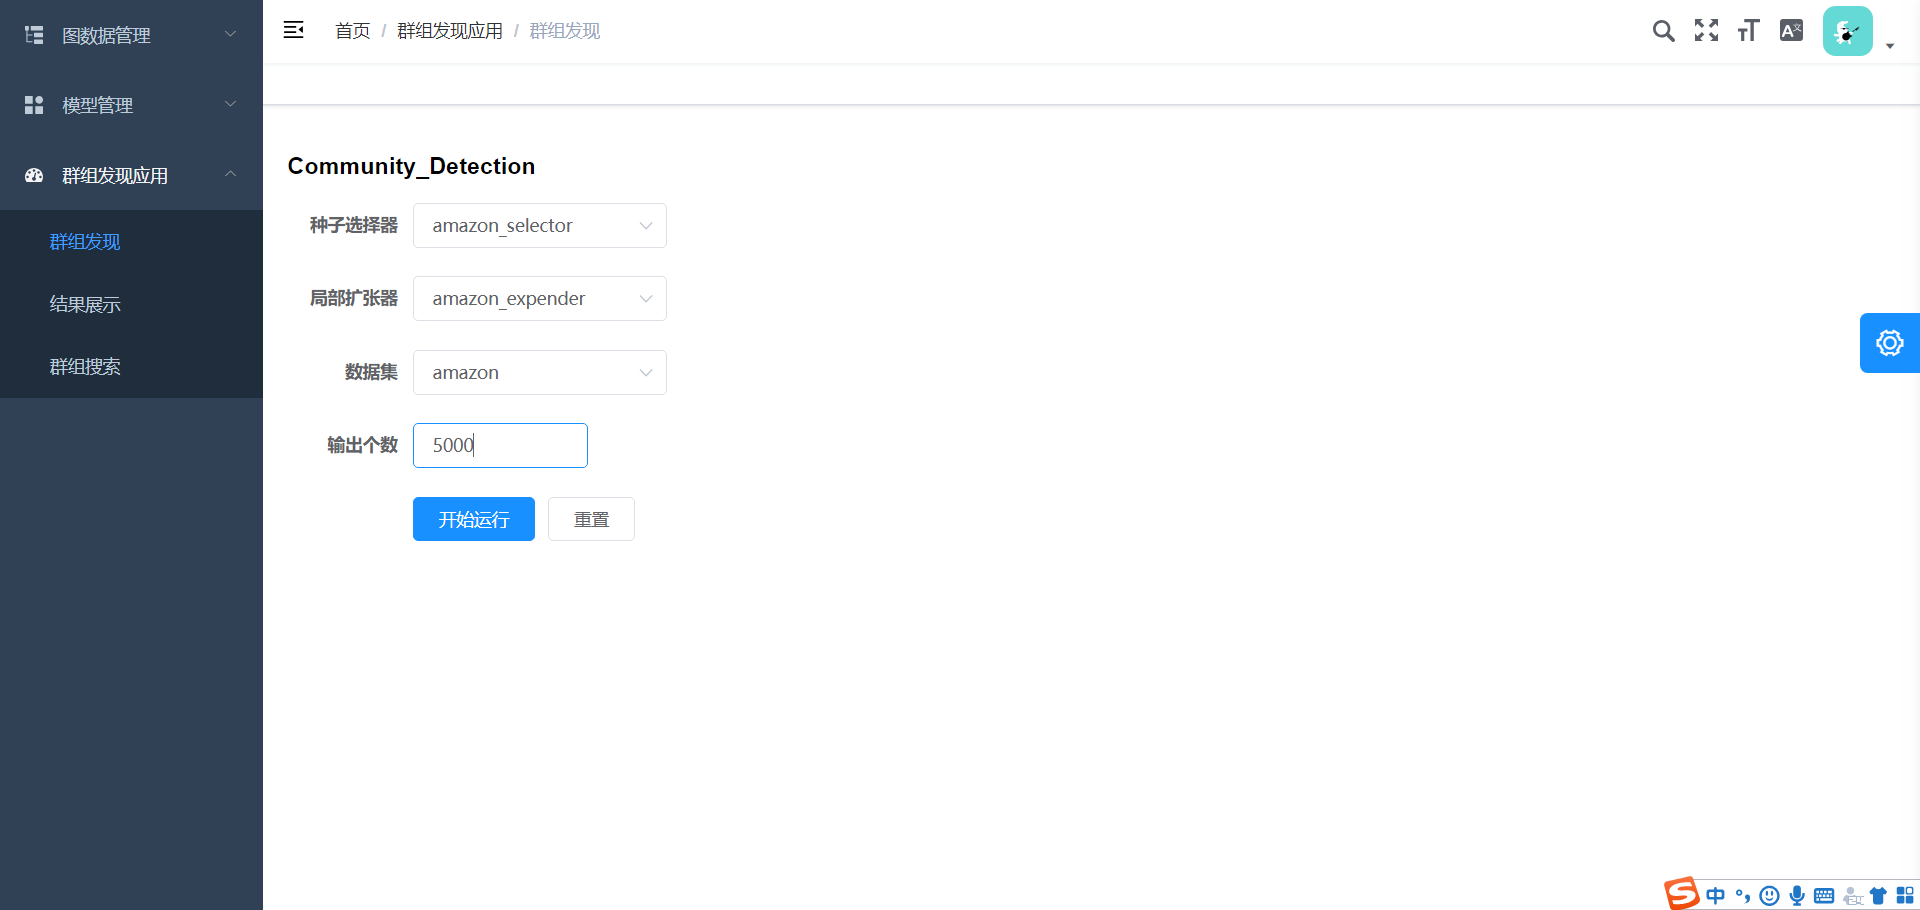 图数据管理
模型管理
群组发现应用
群组发现
结果展示
群组搜索
首页 / 群组发现应用 / 群组发现
Community_Detection
种子选择器 amazon_selector
局部扩张器 amazon_expender
数据集 amazon
输出个数 5000
开始运行 重置
中